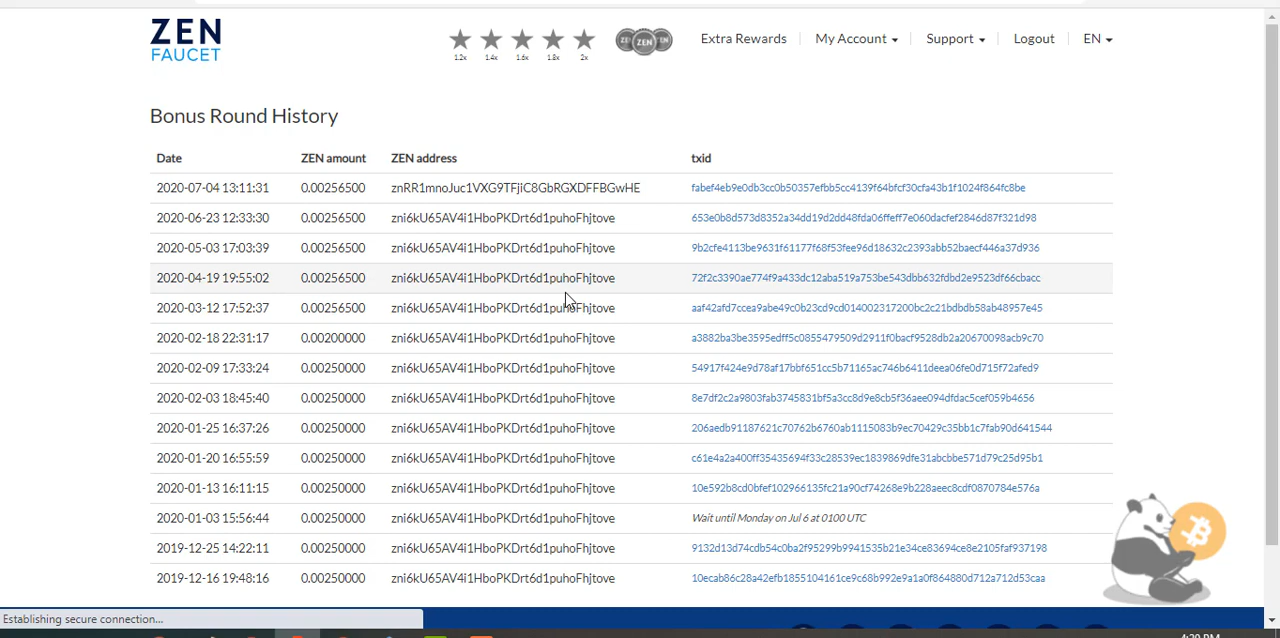 ZEN
FAUCET
1.2x 1.4x 1.6x 1.8x 2x
ZEN
Extra Rewards
My Account
Support
Logout
EN
Bonus Round History
Date ZEN amount ZEN address txid
2020-07-04 13:11:31 0.00256500 znRR1mnoJuc1VXG9TFjiC8GbRGXDFFBGwHE fabef4eb9e0db3cc0b50357efbb5cc4139f64bfcf30cfa43b1f1024f864fc8be
2020-06-23 12:33:30 0.00256500 zni6kU65AV4i1HboPKDrt6d1puhoFhjtove 653e0b8d573d8352a34dd19d2dd48fda06ffeff7e060dacfef2846d87f321d98
2020-05-03 17:03:39 0.00256500 zni6kU65AV4i1HboPKDrt6d1puhoFhjtove 9b2cfe4113be9631f61177f68f53fee96d18632c2393abb52baecf446a37d936
2020-04-19 19:55:02 0.00256500 zni6kU65AV4i1HboPKDrt6d1puhoFhjtove 72f2c3390ae774f9a433dc12aba519a753be543dbb632fdbd2e9523df66cbacc
2020-03-12 17:52:37 0.00256500 zni6kU65AV4i1HboPKDrt6d1puhoFhjtove aaf42afd7ccea9abe49c0b23cd9cd014002317200bc2c21bdbdb58ab48957e45
2020-02-18 22:31:17 0.00200000 zni6kU65AV4i1HboPKDrt6d1puhoFhjtove a3882ba3be3595edff5c0855479509d2911f0bacf9528db2a20670098acb9c70
2020-02-09 17:33:24 0.00250000 zni6kU65AV4i1HboPKDrt6d1puhoFhjtove 54917f424e9d78af17bbf651cc5b71165ac746b6411deea06fe0d715f72afed9
2020-02-03 18:45:40 0.00250000 zni6kU65AV4i1HboPKDrt6d1puhoFhjtove 8e7df2c2a9803fab3745831bf5a3cc8d9e8cb5f36aee094dfdac5cef059b4656
2020-01-25 16:37:26 0.00250000 zni6kU65AV4i1HboPKDrt6d1puhoFhjtove 206aedb91187621c70762b6760ab1115083b9ec70429c35bb1c7fab90d641544
2020-01-20 16:55:59 0.00250000 zni6kU65AV4i1HboPKDrt6d1puhoFhjtove c61e4a2a400ff35435694f33c28539ec1839869dfe31abcbbe571d79c25d95b1
2020-01-13 16:11:15 0.00250000 zni6kU65AV4i1HboPKDrt6d1puhoFhjtove 10e592b8cd0bfef102966135fc21a90cf74268e9b228aeec8cdf0870784e576a
2020-01-03 15:56:44 0.00250000 zni6kU65AV4i1HboPKDrt6d1puhoFhjtove Wait until Monday on Jul 6 at 0100 UTC
2019-12-25 14:22:11 0.00250000 zni6kU65AV4i1HboPKDrt6d1puhoFhjtove 9132d13d74cdb54c0ba2f95299b9941535b21e34ce83694ce8e2105faf937198
2019-12-16 19:48:16 0.00250000 zni6kU65AV4i1HboPKDrt6d1puhoFhjtove 10ecab86c28a42efb1855104161ce9c68b992e9a1a0f864880d712a712d53caa
Establishing secure connection...